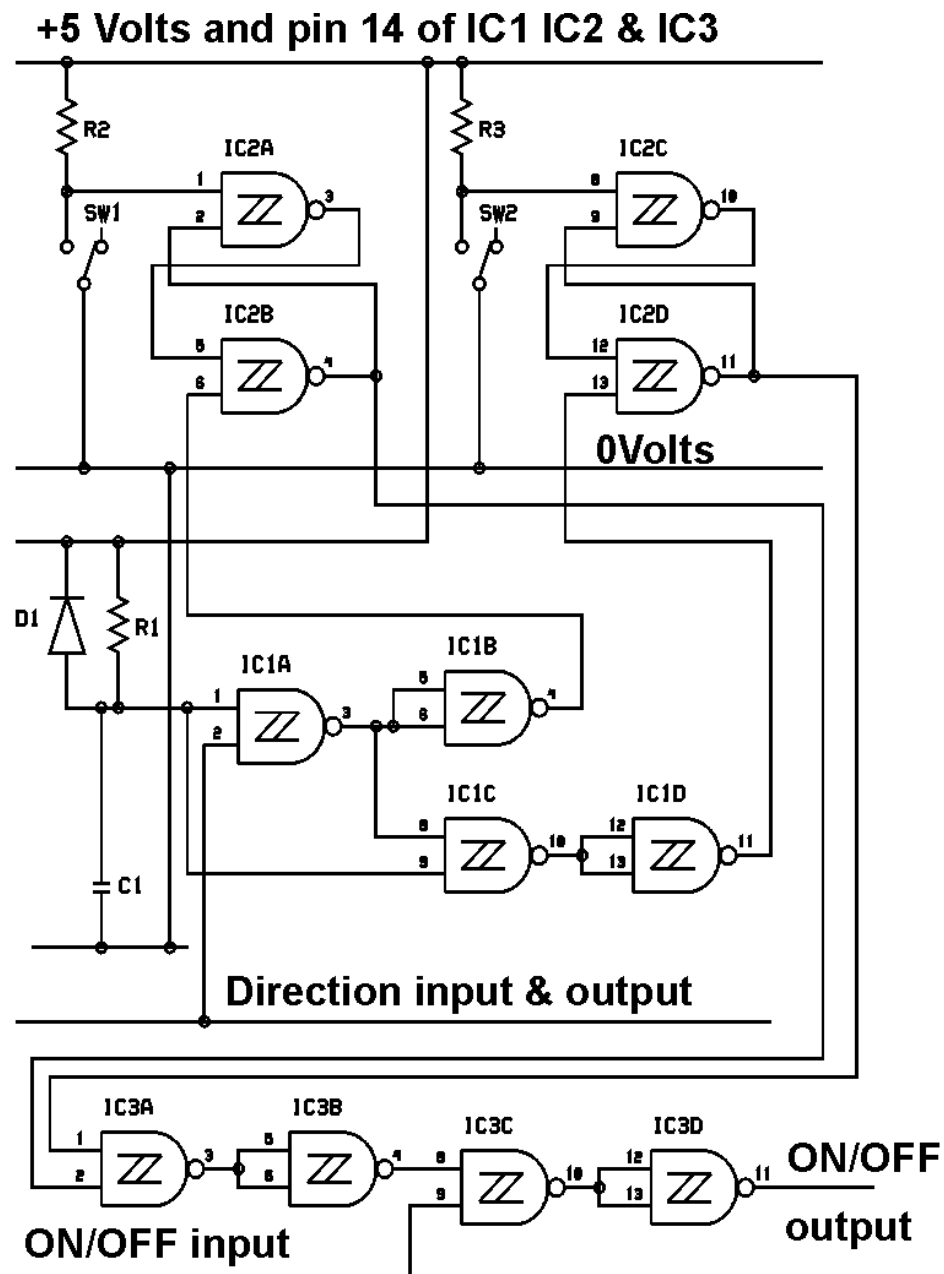 +5 Volts and pin 14 of IC1 IC2 & IC3
R2
R3
IC2A
IC2C
1
2
3
8
9
10
SW1
SW2
IC2B
IC2D
5
6
4
12
13
11
0Volts
D1
R1
IC1A
IC1B
1
2
3
5
6
4
IC1C
IC1D
8
9
10
12
13
11
C1
Direction input & output
IC3A
IC3B
IC3C
IC3D
1
2
3
5
6
4
8
9
10
12
13
11
ON/OFF
output
ON/OFF input